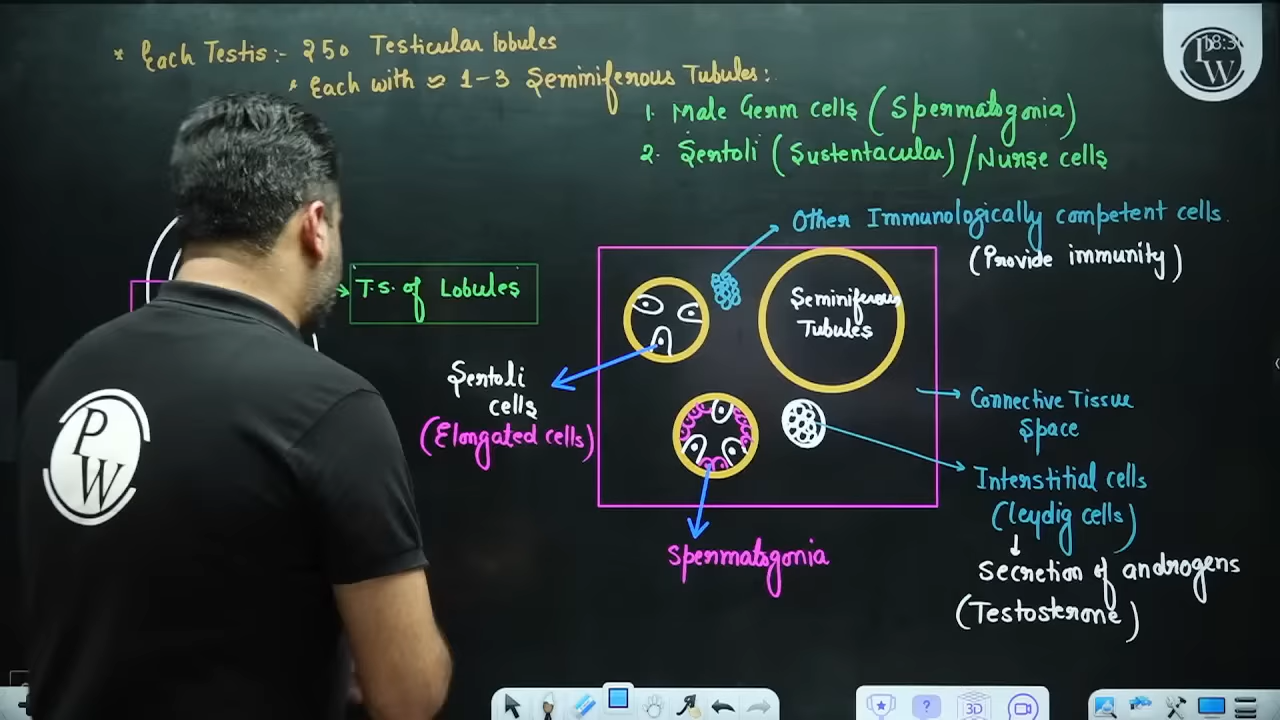 * Each Testis:- 250 Testicular lobules
* Each with ≃ 1-3 Seminiferous Tubules:
1. Male Germ cells (Spermatogonia)
2. Sertoli (Sustentacular)/Nurse cells
Other Immunologically competent cells.
(Provide immunity)
T.S. of Lobules
Seminiferous
Tubules
Sertoli
cells
(Elongated cells)
Connective Tissue
Space
Interstitial cells
(leydig cells)
Spermatogonia
Secretion of androgens
(Testosterone)
P
W
P
W
?
3D